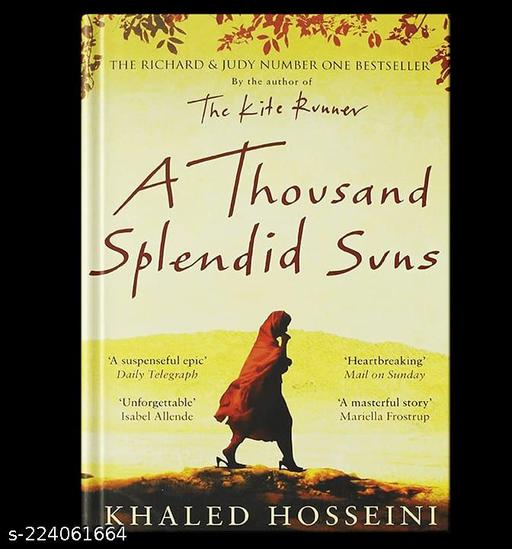 THE RICHARD & JUDY NUMBER ONE BESTSELLER
By the author of
The Kite Runner
A Thousand
Splendid Suns
'A suspenseful epic'
Daily Telegraph
'Heartbreaking'
Mail on Sunday
'Unforgettable'
Isabel Allende
'A masterful story'
Mariella Frostrup
KHALED HOSSEINI
s-224061664